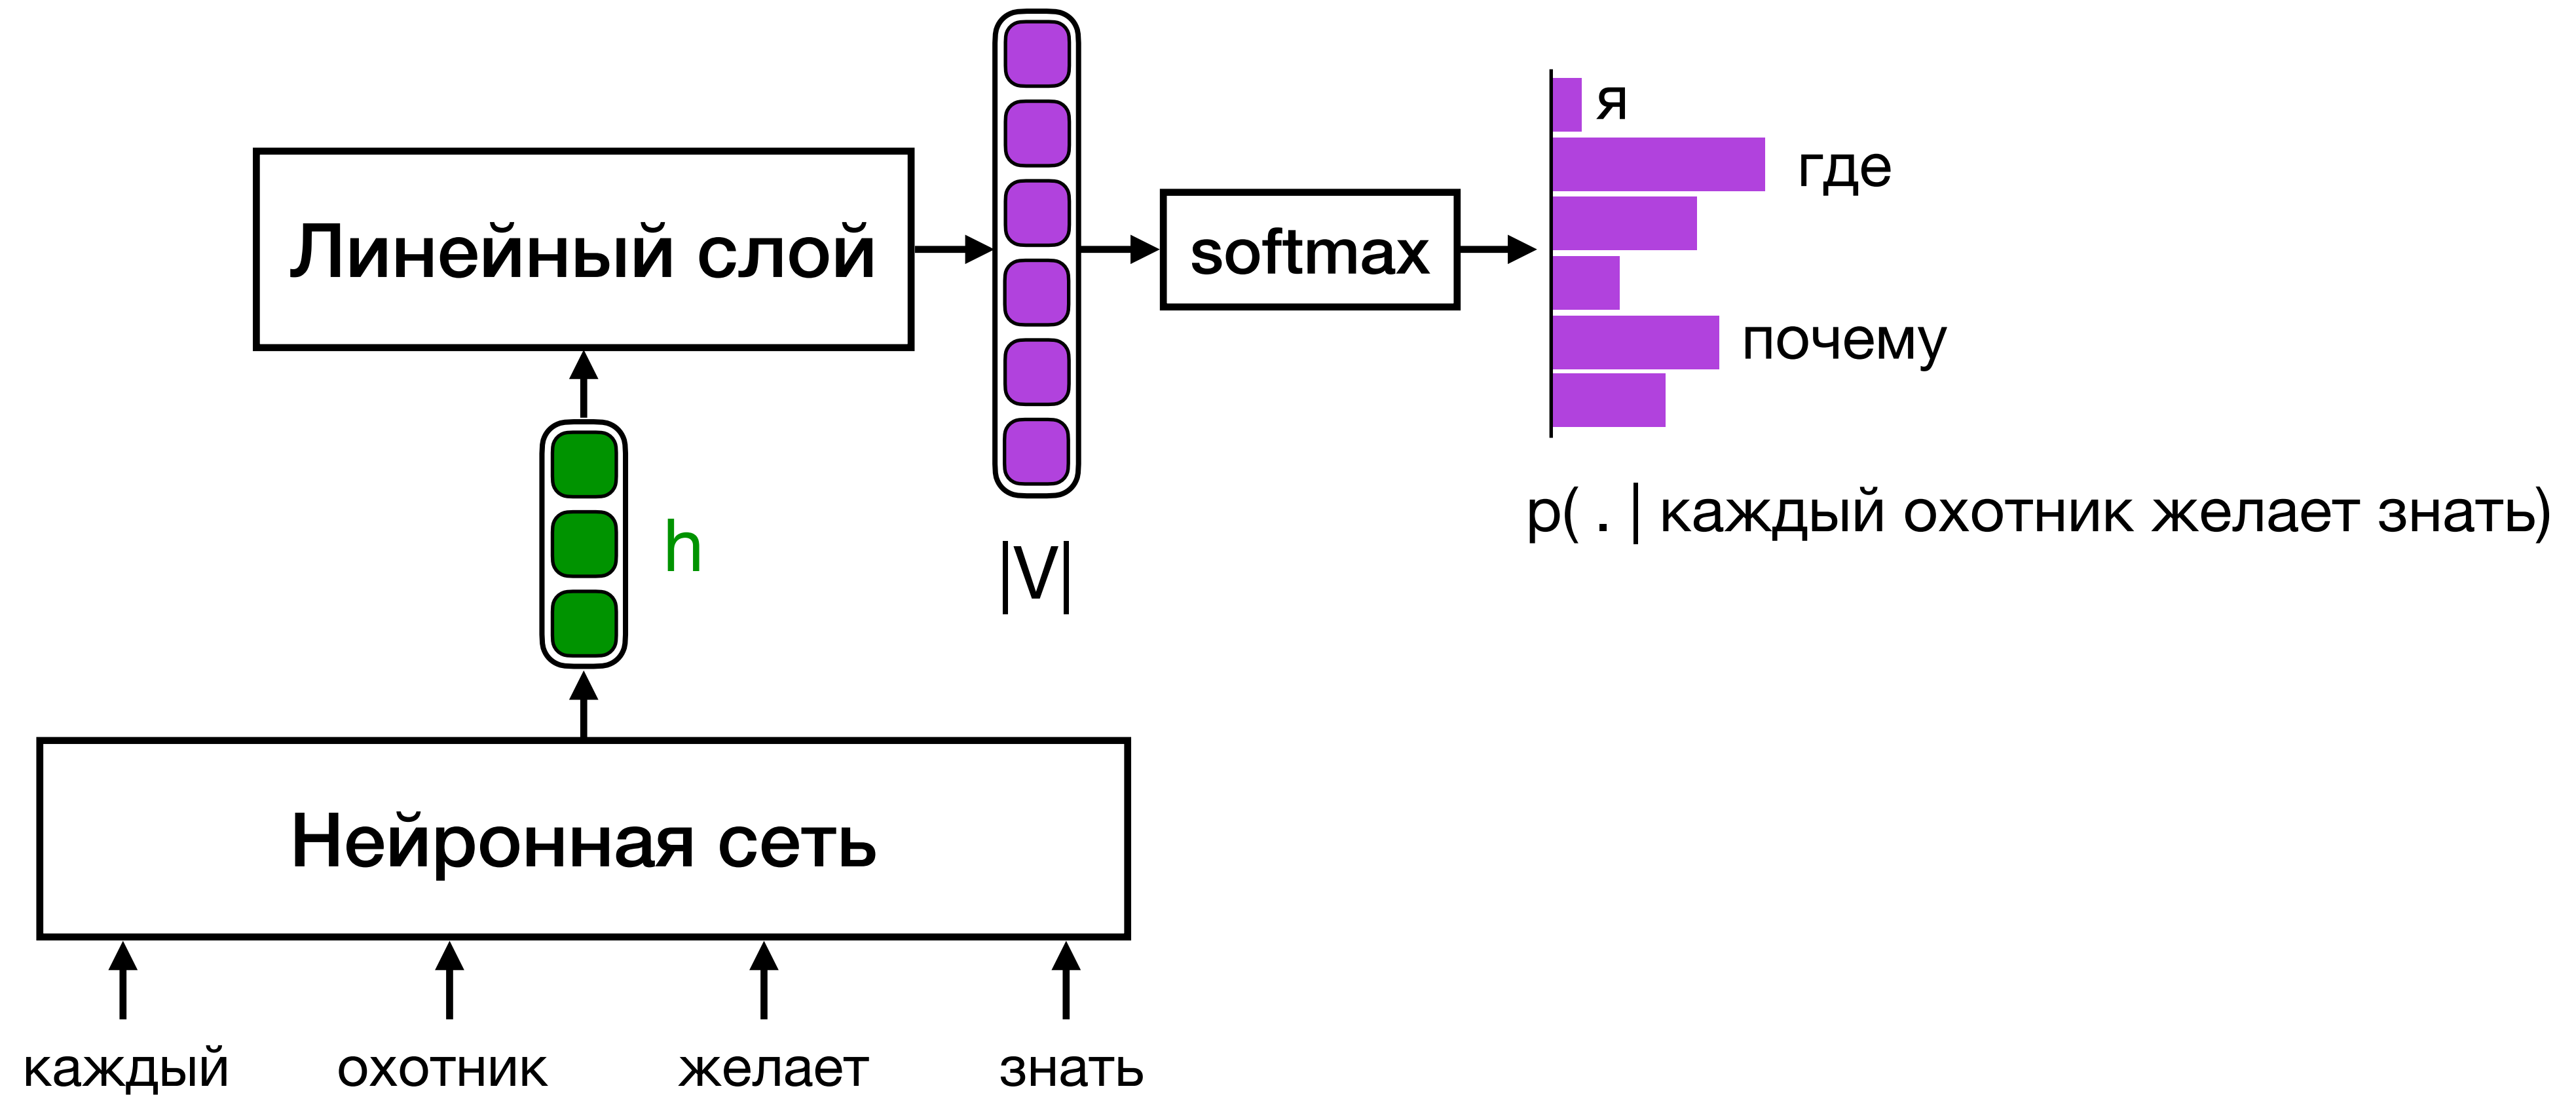 я
где
Линейный слой
softmax
почему
p( . | каждый охотник желает знать)
h
|V|
Нейронная сеть
каждый охотник желает знать